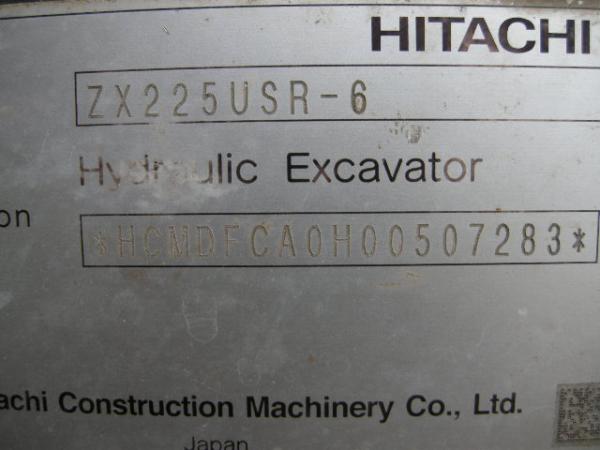 HITACHI
ZX225USR-6
Hydraulic Excavator
on
*HCMDFCA0H00507283*
achi Construction Machinery Co., Ltd.
Japan